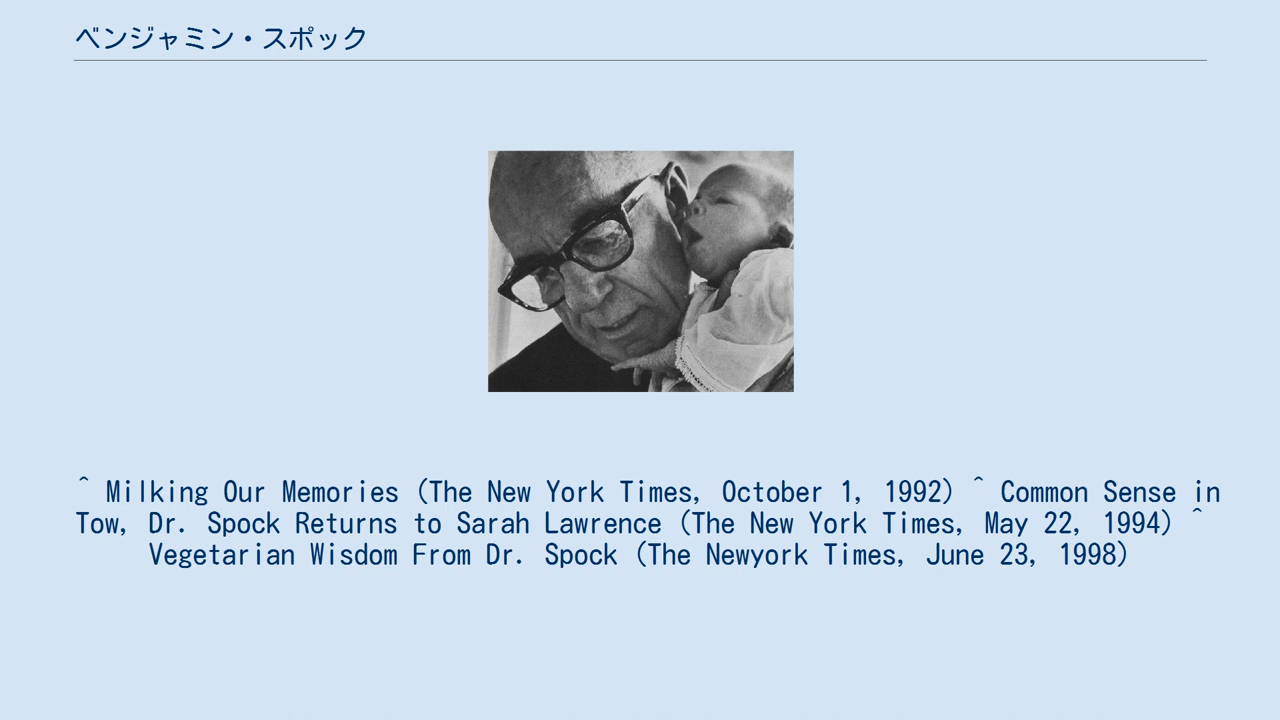 ベンジャミン・スポック
^ Milking Our Memories (The New York Times, October 1, 1992) ^ Common Sense in
Tow, Dr. Spock Returns to Sarah Lawrence (The New York Times, May 22, 1994) ^
Vegetarian Wisdom From Dr. Spock (The Newyork Times, June 23, 1998)